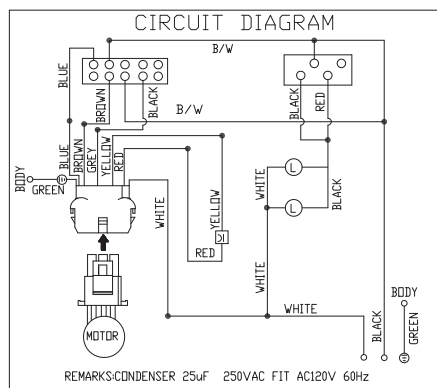 CIRCUIT DIAGRAM
B/W
BLUE
BROWN
BLACK
B/W
BLACK
RED
BLUE
BROWN
GREY
YELLOW
RED
BODY
GREEN
WHITE
YELLOW
RED
WHITE
L
L
BLACK
WHITE
WHITE
BODY
BLACK
GREEN
MOTOR
REMARKS:CONDENSER 25uF 250VAC FIT AC120V 60Hz